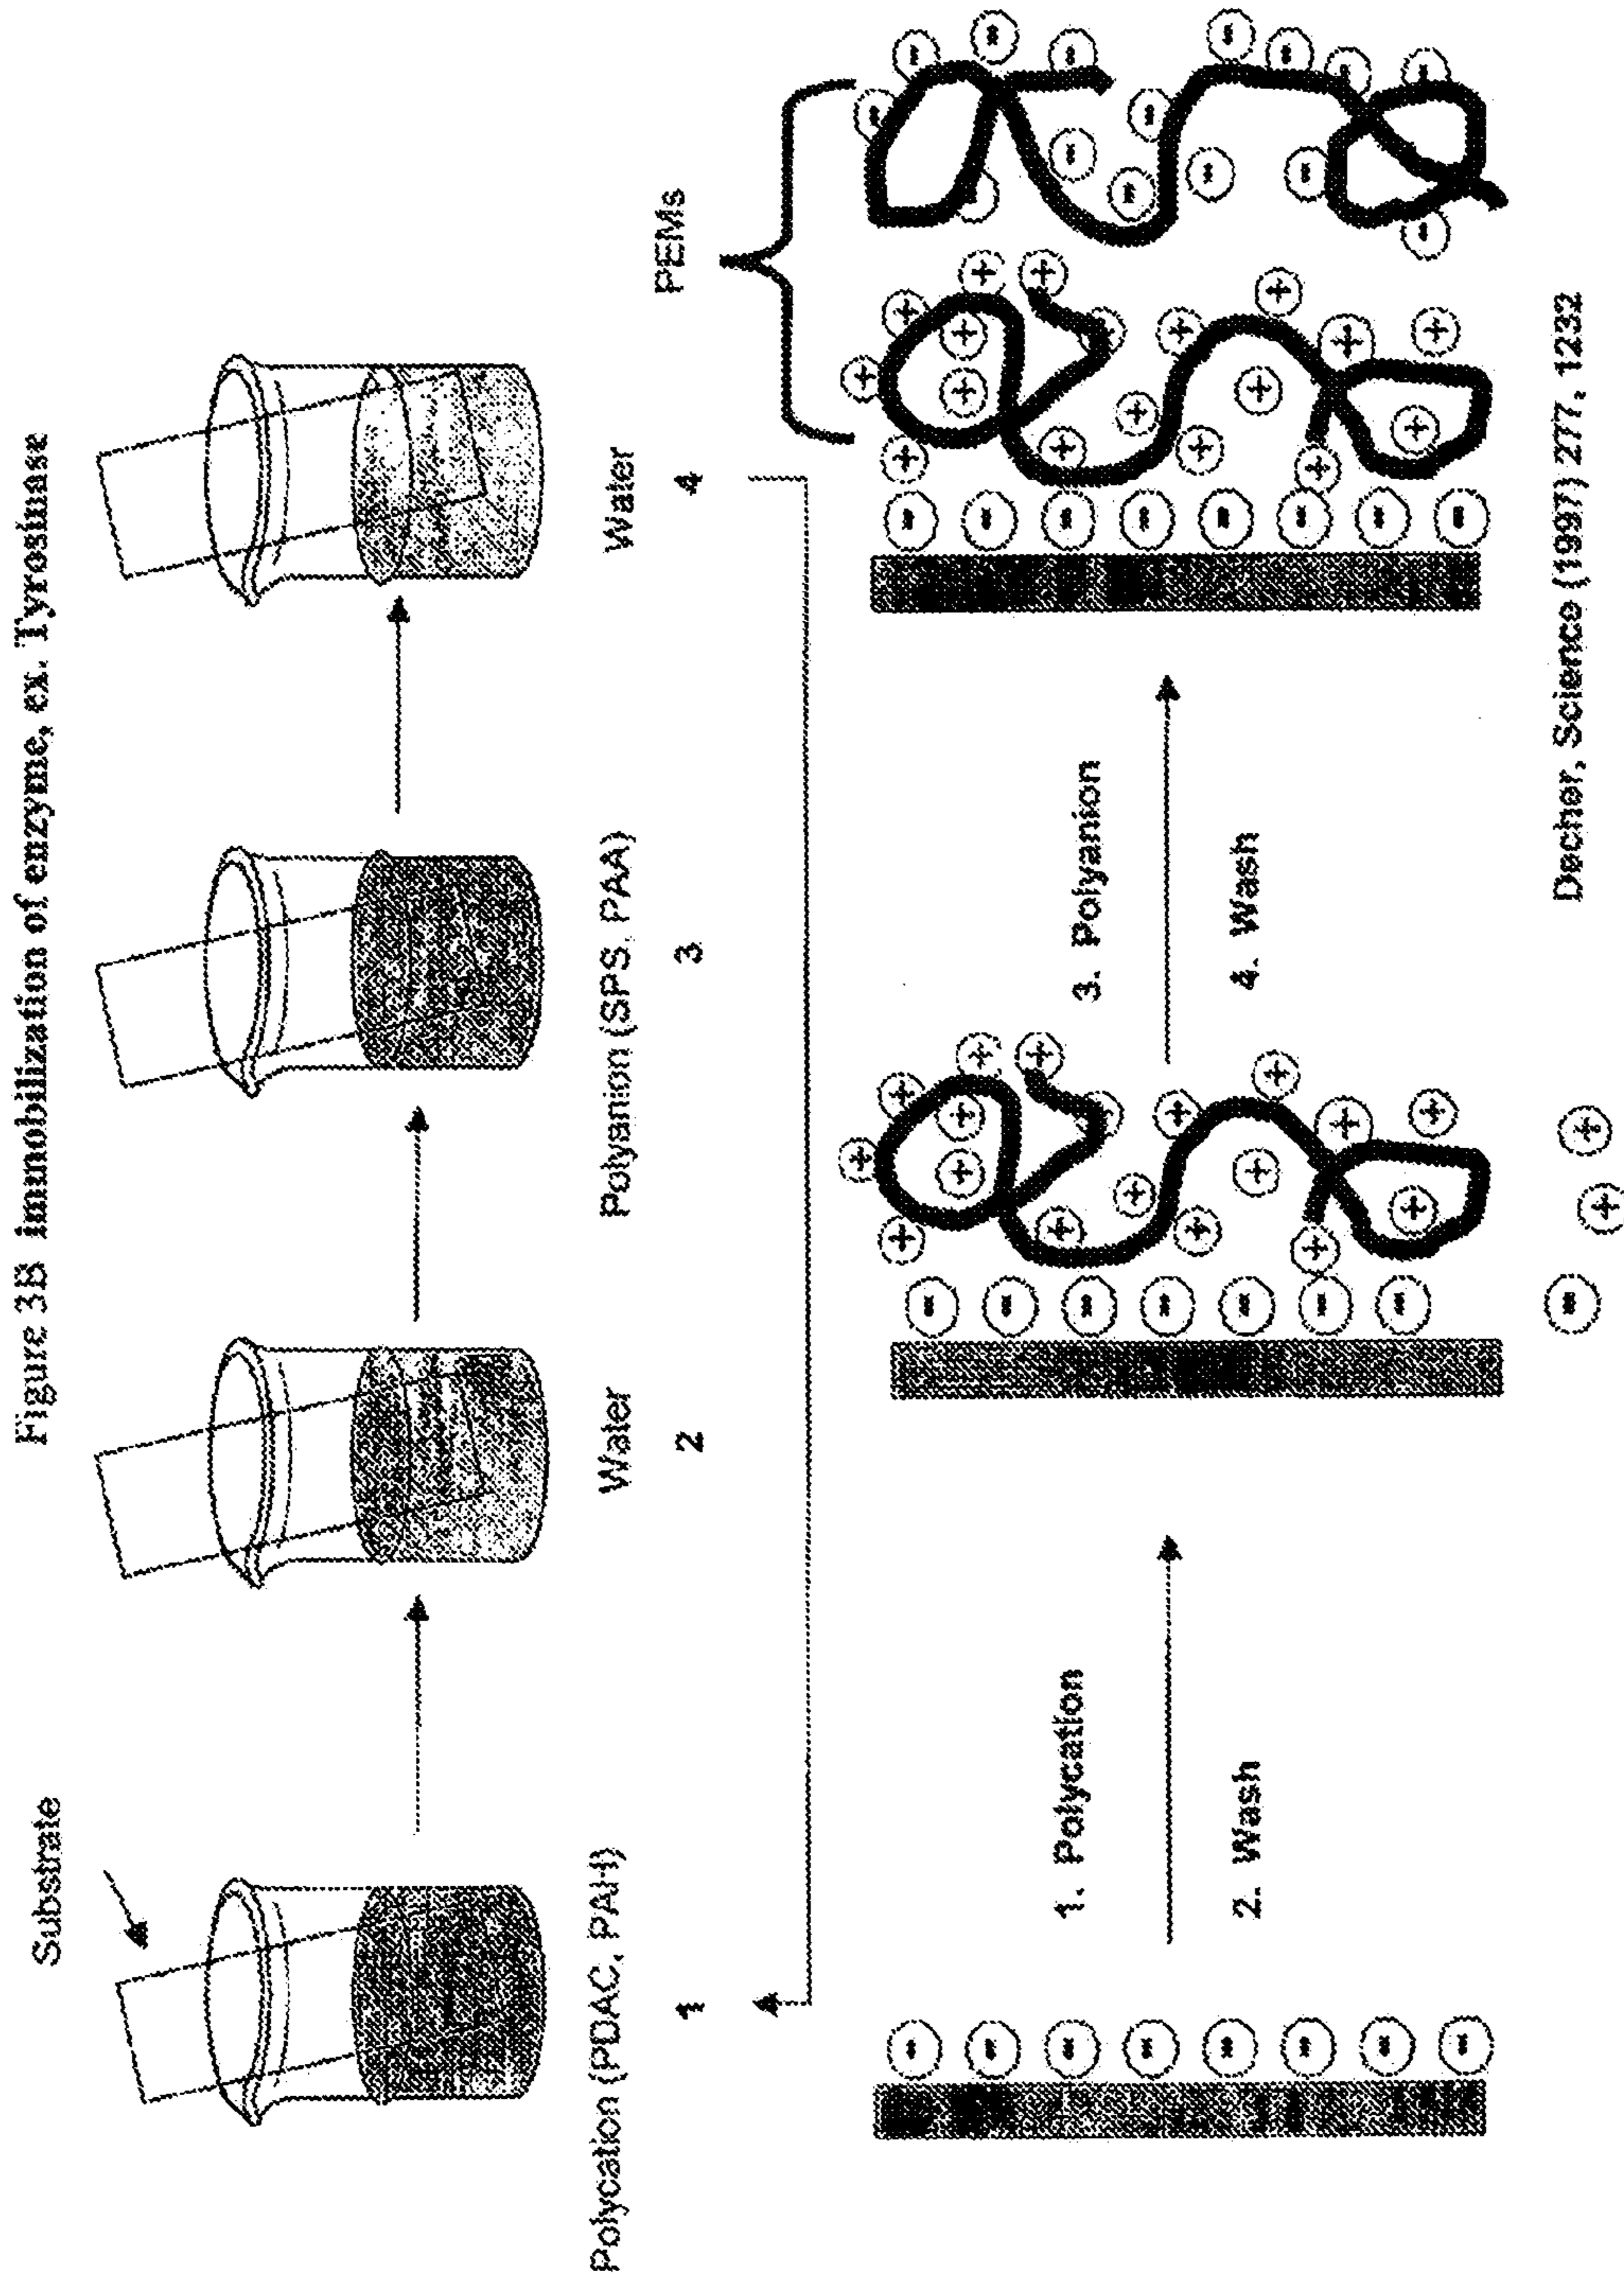 Figure 3B immobilization of enzyme, ex. Tyrosinase
Substrate
Polycation (PDAC, PAH)
Water
Polyanion (SPS, PAA)
Water
1
2
3
4
PEMs
1. Polycation
2. Wash
3. Polyanion
4. Wash
Decher, Science (1997) 277, 1232